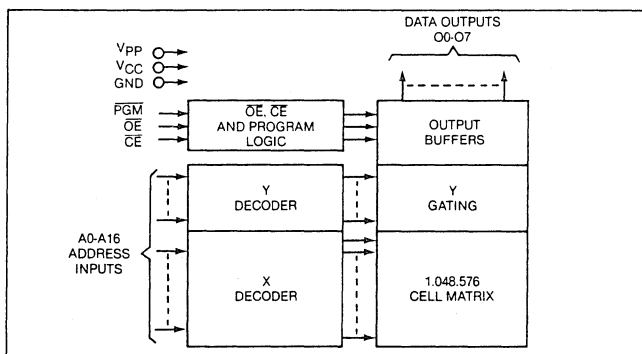 DATA OUTPUTS
O0-O7
VPP
VCC
GND
PGM
OE
CE
OE, CE
AND PROGRAM
LOGIC
OUTPUT
BUFFERS
Y
DECODER
Y
GATING
A0-A16
ADDRESS
INPUTS
X
DECODER
1.048.576
CELL MATRIX